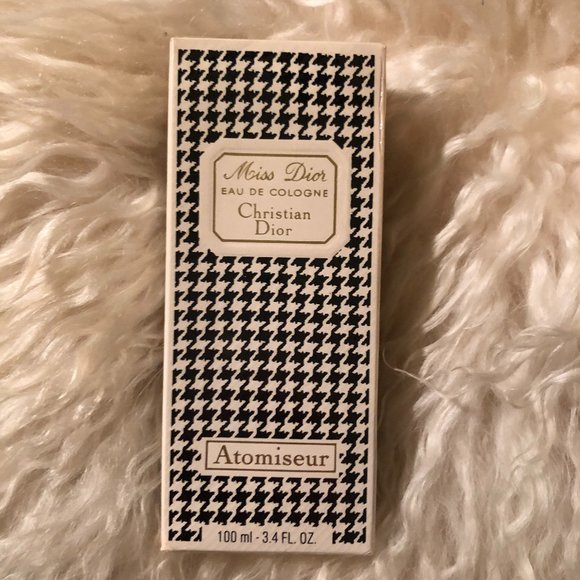 Miss Dior
EAU DE COLOGNE
Christian
Dior
Atomiseur
100 ml - 3.4 FL. OZ.